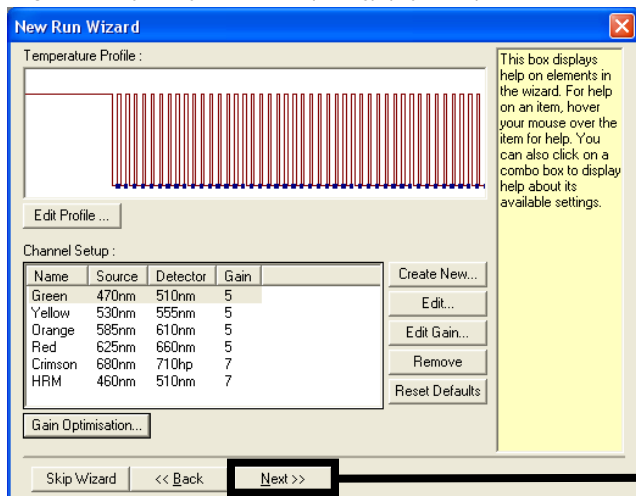 New Run Wizard
Temperature Profile :
Edit Profile ...
Channel Setup :
Name Source Detector Gain
Green 470nm 510nm 5
Yellow 530nm 555nm 5
Orange 585nm 610nm 5
Red 625nm 660nm 5
Crimson 680nm 710hp 7
HRM 460nm 510nm 7
Create New...
Edit...
Edit Gain...
Remove
Reset Defaults
Gain Optimisation...
Skip Wizard << Back Next >>
This box displays
help on elements in
the wizard. For help
on an item, hover
your mouse over the
item for help. You
can also click on a
combo box to display
help about its
available settings.